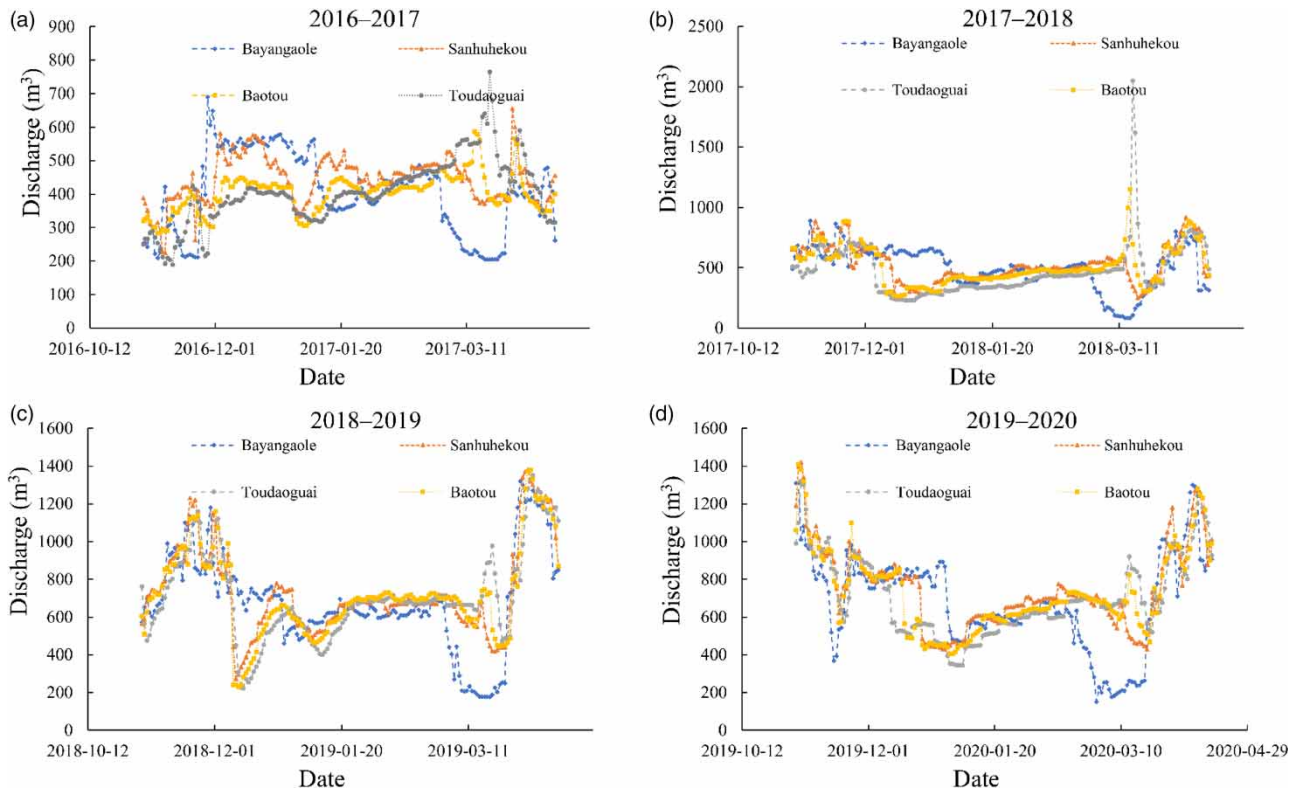 (a) 2016–2017
Bayangaole Sanhuhekou
Baotou Toudaoguai
Discharge (m³)
900
800
700
600
500
400
300
200
100
0
2016-10-12 2016-12-01 2017-01-20 2017-03-11
Date
(b) 2017–2018
Bayangaole Sanhuhekou
Toudaoguai Baotou
Discharge (m³)
2500
2000
1500
1000
500
0
2017-10-12 2017-12-01 2018-01-20 2018-03-11
Date
(c) 2018–2019
Bayangaole Sanhuhekou
Toudaoguai Baotou
Discharge (m³)
1600
1400
1200
1000
800
600
400
200
0
2018-10-12 2018-12-01 2019-01-20 2019-03-11
Date
(d) 2019–2020
Bayangaole Sanhuhekou
Toudaoguai Baotou
Discharge (m³)
1600
1400
1200
1000
800
600
400
200
0
2019-10-12 2019-12-01 2020-01-20 2020-03-10 2020-04-29
Date